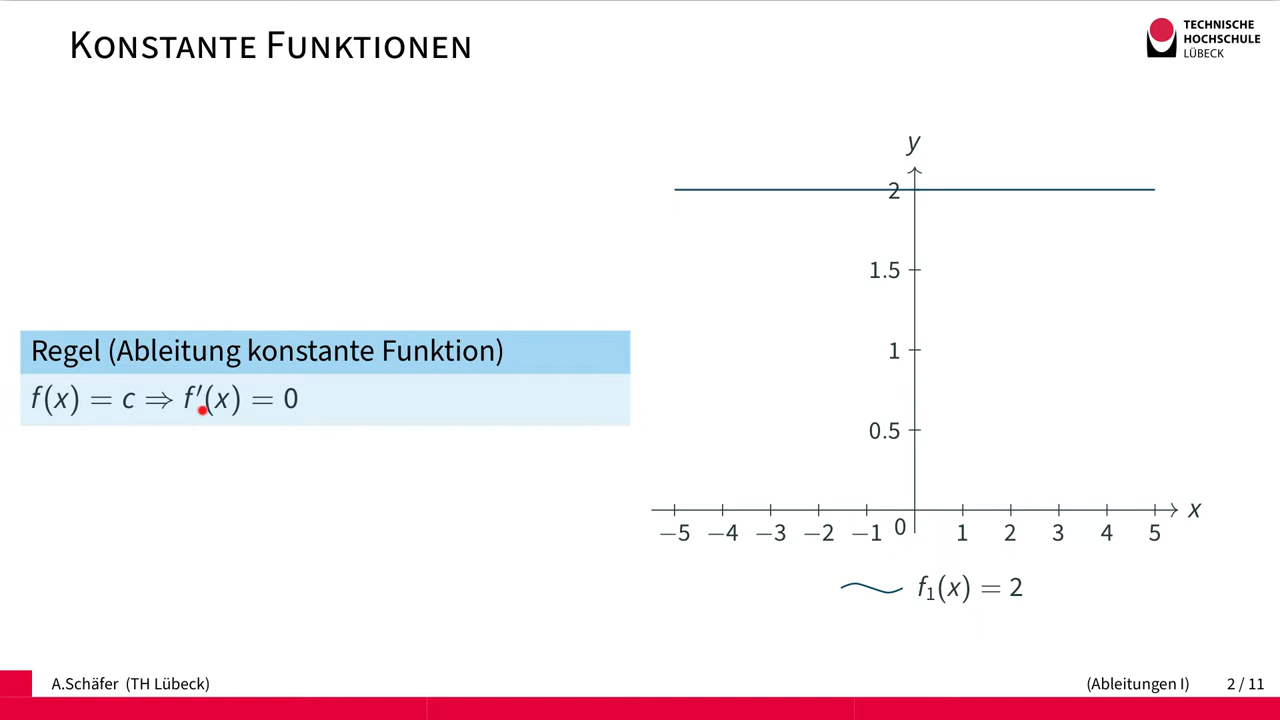 KONSTANTE FUNKTIONEN
TECHNISCHE
HOCHSCHULE
LÜBECK
Regel (Ableitung konstante Funktion)
f(x) = c ⇒ f′(x) = 0
y
2
1.5
1
0.5
x
−5 −4 −3 −2 −1 0 1 2 3 4 5
f₁(x) = 2
A.Schäfer (TH Lübeck) (Ableitungen I) 2 / 11